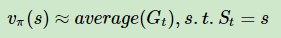 v_π(s) ≈ average(G_t), s.t. S_t = s